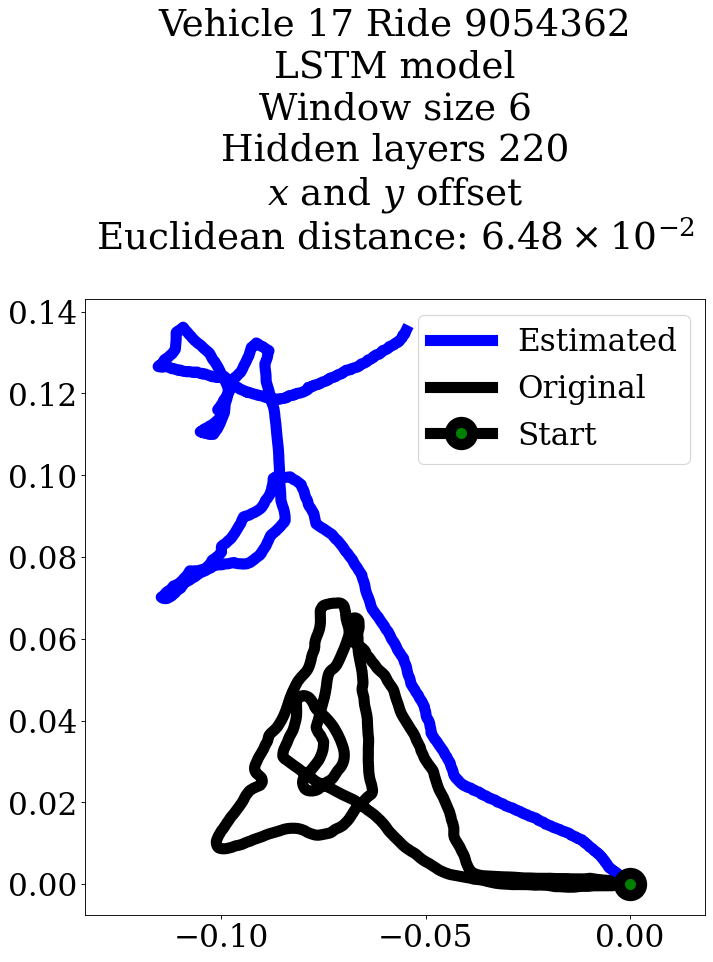 Vehicle 17 Ride 9054362
LSTM model
Window size 6
Hidden layers 220
x and y offset
Euclidean distance: 6.48 × 10⁻²
0.14
0.12
0.10
0.08
0.06
0.04
0.02
0.00
Estimated
Original
Start
−0.10
−0.05
0.00